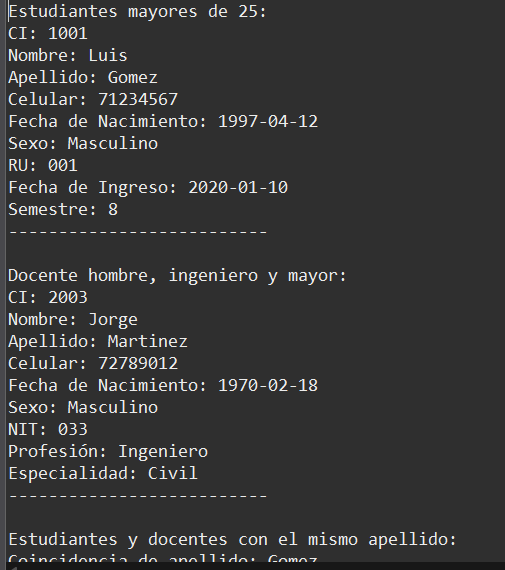 Estudiantes mayores de 25:
CI: 1001
Nombre: Luis
Apellido: Gomez
Celular: 71234567
Fecha de Nacimiento: 1997-04-12
Sexo: Masculino
RU: 001
Fecha de Ingreso: 2020-01-10
Semestre: 8
--------------------------
Docente hombre, ingeniero y mayor:
CI: 2003
Nombre: Jorge
Apellido: Martinez
Celular: 72789012
Fecha de Nacimiento: 1970-02-18
Sexo: Masculino
NIT: 033
Profesión: Ingeniero
Especialidad: Civil
--------------------------
Estudiantes y docentes con el mismo apellido:
Coincidencia de apellido: Gomez